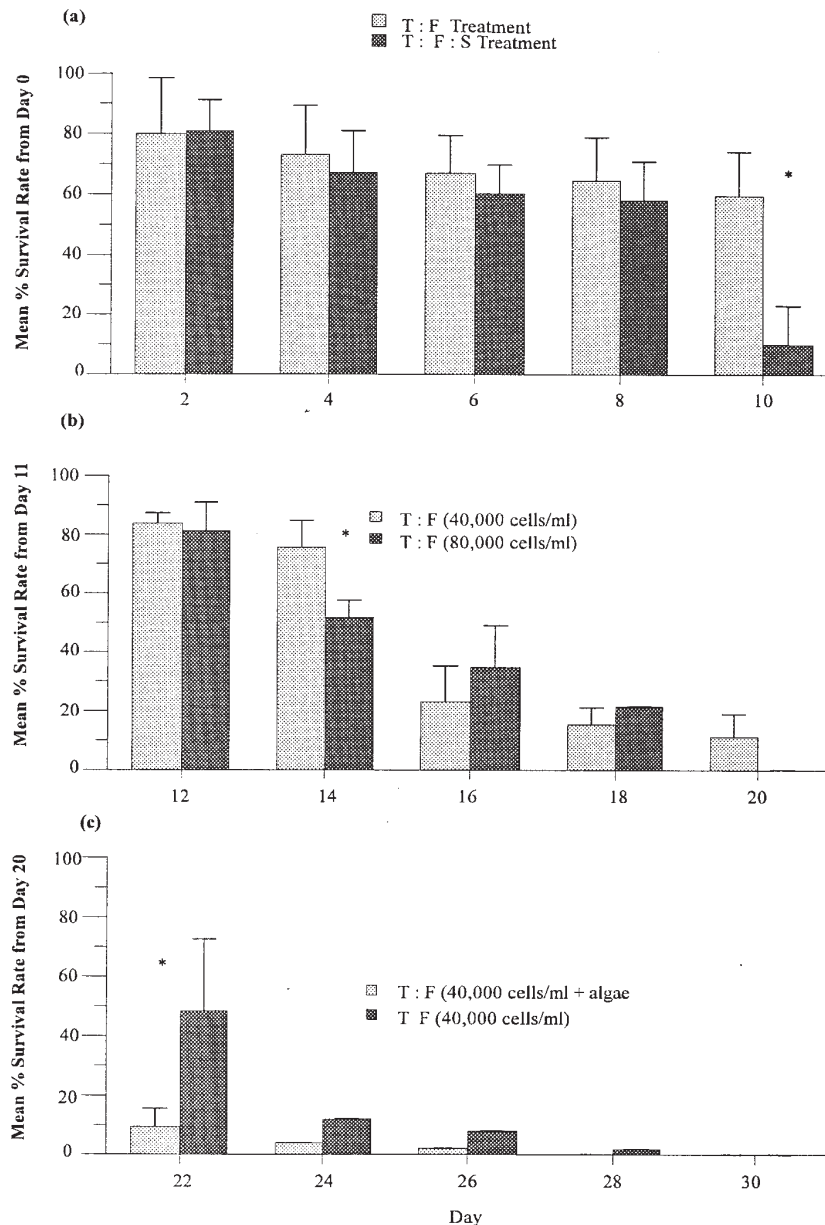 (a)
T : F Treatment
T : F : S Treatment
Mean % Survival Rate from Day 0
100
80
60
40
20
0
*
2 4 6 8 10
(b)
Mean % Survival Rate from Day 11
100
80
60
40
20
0
*
T : F (40,000 cells/ml)
T : F (80,000 cells/ml)
12 14 16 18 20
(c)
Mean % Survival Rate from Day 20
100
80
60
40
20
0
*
T : F (40,000 cells/ml + algae
T F (40,000 cells/ml)
22 24 26 28 30
Day